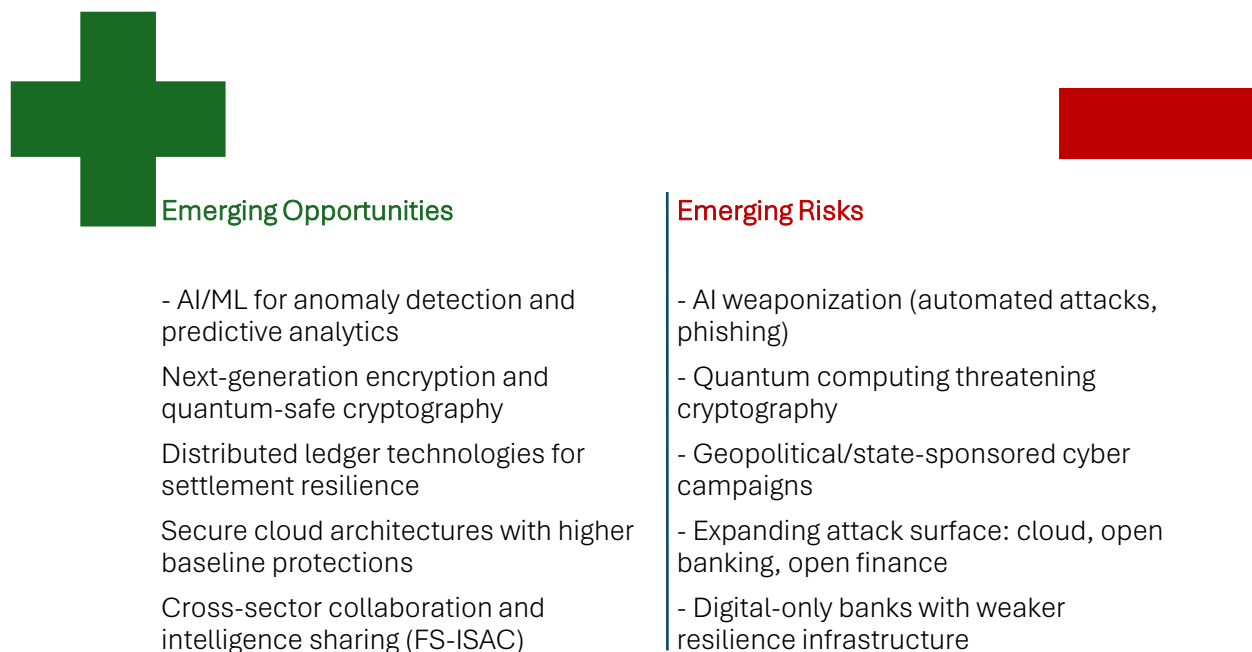 Emerging Opportunities
- AI/ML for anomaly detection and
predictive analytics
Next-generation encryption and
quantum-safe cryptography
Distributed ledger technologies for
settlement resilience
Secure cloud architectures with higher
baseline protections
Cross-sector collaboration and
intelligence sharing (FS-ISAC)
Emerging Risks
- AI weaponization (automated attacks,
phishing)
- Quantum computing threatening
cryptography
- Geopolitical/state-sponsored cyber
campaigns
- Expanding attack surface: cloud, open
banking, open finance
- Digital-only banks with weaker
resilience infrastructure